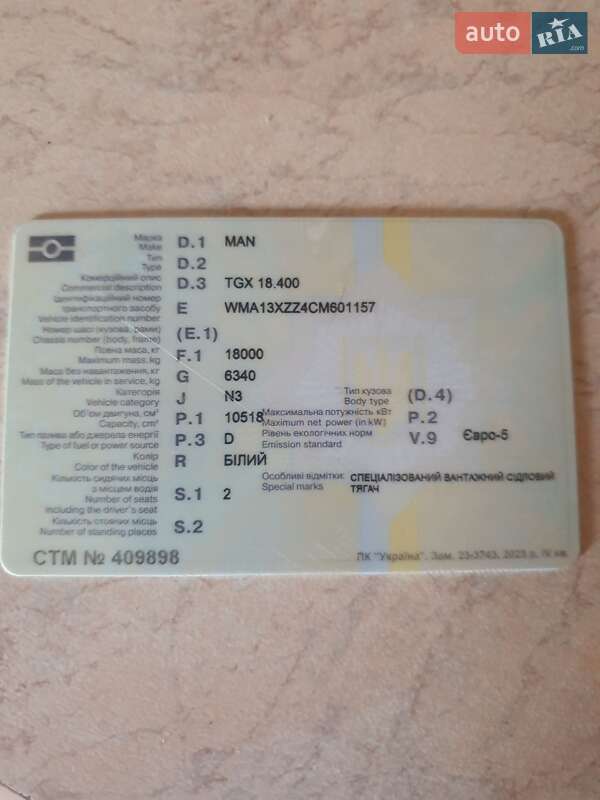 auto RIA.com
Марка
Make
D.1 MAN
Тип
Type
D.2
Комерційний опис
Commercial description
D.3 TGX 18.400
Ідентифікаційний номер
транспортного засобу
Vehicle identification number
E WMA13XZZ4CM601157
Номер шасі (кузова, рами)
Chassis number (body, frame)
(E.1)
Повна маса, кг
Maximum mass, kg
F.1 18000
Маса без навантаження, кг
Mass of the vehicle in service, kg
G 6340
Категорія
Vehicle category
J N3
Тип кузова
Body type
(D.4)
Об'єм двигуна, см³
Capacity, cm³
P.1 10518
Максимальна потужність кВт
Maximum net power (in kW)
P.2
Тип палива або джерела енергії
Type of fuel or power source
P.3 D
Рівень екологічних норм
Emission standard
V.9 Євро-5
Колір
Color of the vehicle
R БІЛИЙ
Кількість сидячих місць
з місцем водія
Number of seats
including the driver's seat
S.1 2
Особливі відмітки:
Special marks
СПЕЦІАЛІЗОВАНИЙ ВАНТАЖНИЙ СІДЛОВИЙ
ТЯГАЧ
Кількість стоячих місць
Number of standing places
S.2
СТМ № 409898
ПК "Україна". Зам. 23-3743. 2023 р. IV кв.